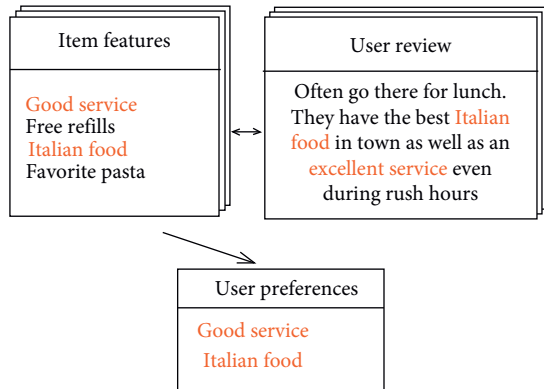 Item features
Good service
Free refills
Italian food
Favorite pasta
User review
Often go there for lunch.
They have the best Italian
food in town as well as an
excellent service even
during rush hours
User preferences
Good service
Italian food